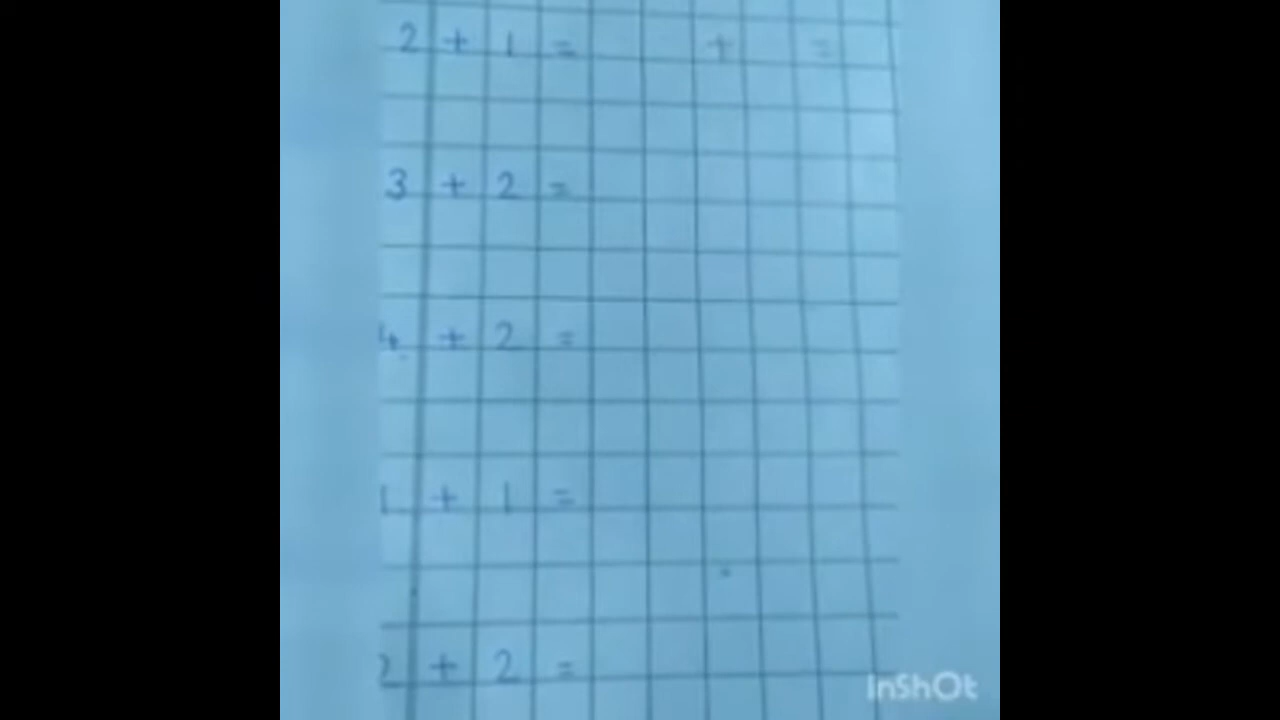 2 + 1 = + =
3 + 2 =
4 + 2 =
1 + 1 =
2 + 2 =
InShOt